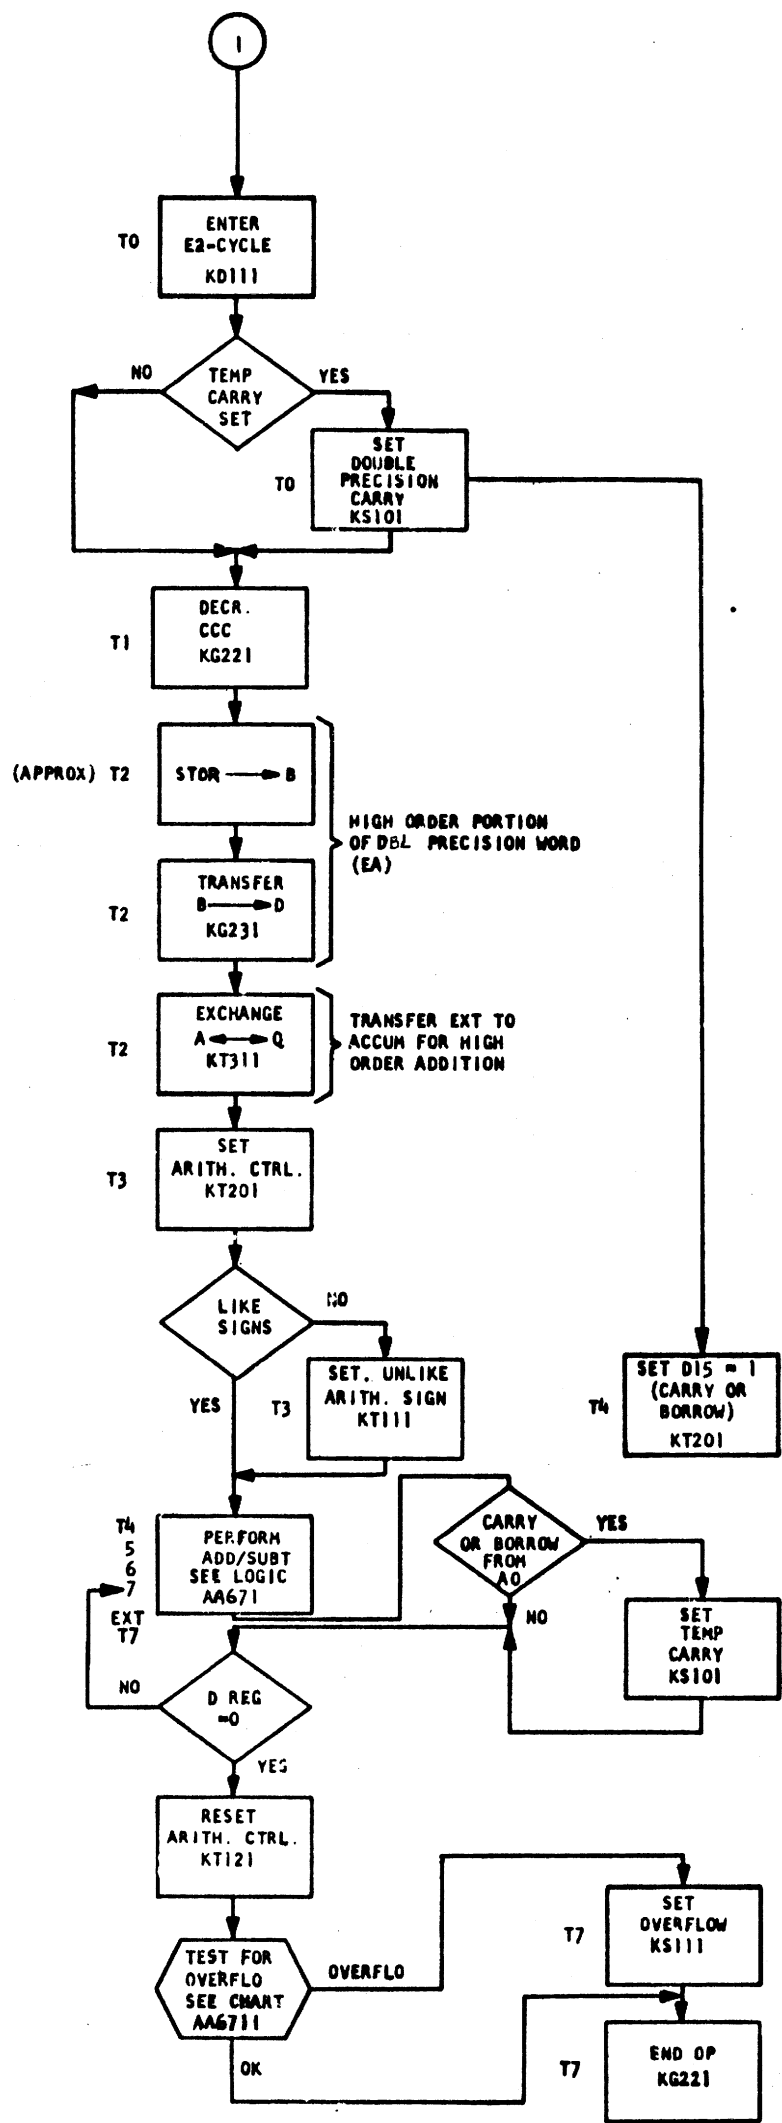 1
T0
ENTER
E2-CYCLE
KD111
NO
TEMP
CARRY
SET
YES
T0
SET
DOUBLE
PRECISION
CARRY
KS101
T1
DECR.
CCC
KG221
(APPROX) T2
STOR B
T2
TRANSFER
B D
KG231
HIGH ORDER PORTION
OF DBL PRECISION WORD
(EA)
T2
EXCHANGE
A Q
KT311
TRANSFER EXT TO
ACCUM FOR HIGH
ORDER ADDITION
T3
SET
ARITH. CTRL.
KT201
LIKE
SIGNS
NO
YES
T3
SET. UNLIKE
ARITH. SIGN
KT111
T4
SET D15 = 1
(CARRY OR
BORROW)
KT201
T4
5
6
7
EXT
T7
PERFORM
ADD/SUBT
SEE LOGIC
AA671
CARRY
OR BORROW
FROM
A0
YES
NO
SET
TEMP
CARRY
KS101
NO
D REG
=0
YES
RESET
ARITH. CTRL.
KT121
TEST FOR
OVERFLO
SEE CHART
AA6711
OVERFLO
OK
T7
SET
OVERFLOW
KS111
T7
END OP
KG221